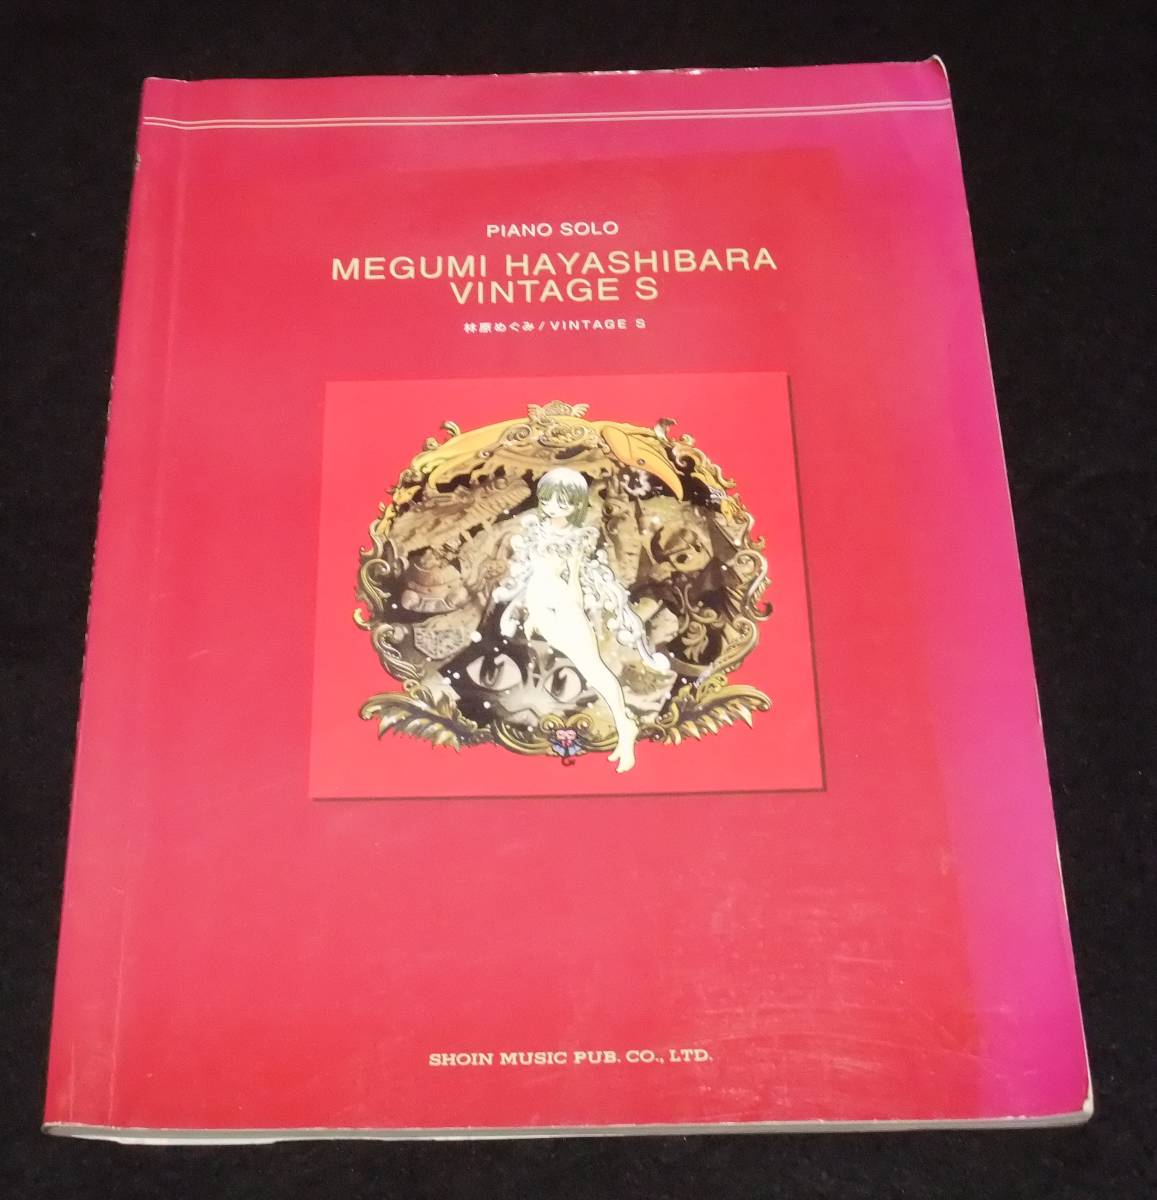 PIANO SOLO
MEGUMI HAYASHIBARA
VINTAGE S
林原めぐみ/VINTAGE S
SHOIN MUSIC PUB. CO., LTD.